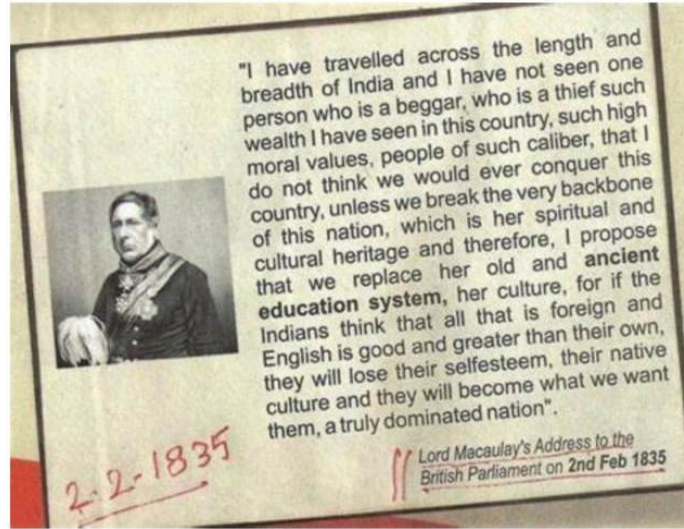 "I have travelled across the length and
breadth of India and I have not seen one
person who is a beggar, who is a thief such
wealth I have seen in this country, such high
moral values, people of such caliber, that I
do not think we would ever conquer this
country, unless we break the very backbone
of this nation, which is her spiritual and
cultural heritage and therefore, I propose
that we replace her old and ancient
education system, her culture, for if the
Indians think that all that is foreign and
English is good and greater than their own,
they will lose their selfesteem, their native
culture and they will become what we want
them, a truly dominated nation".
2-2-1835
Lord Macaulay's Address to the
British Parliament on 2nd Feb 1835